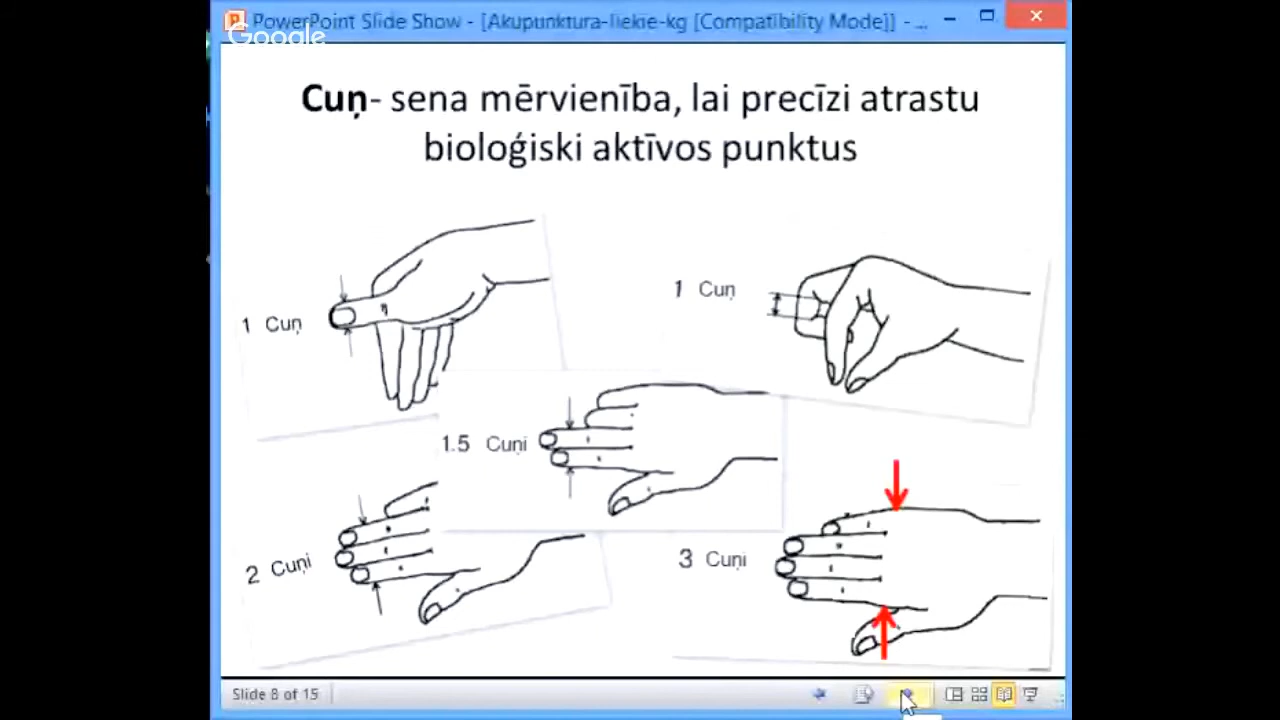 PowerPoint Slide Show - [Akupunktura-liekie-kg [Compatibility Mode]] - ...
Google
Cuņ- sena mērvienība, lai precīzi atrastu
bioloģiski aktīvos punktus
1 Cuņ
1 Cuņ
1.5 Cuņi
2 Cuņi
3 Cuņi
Slide 8 of 15